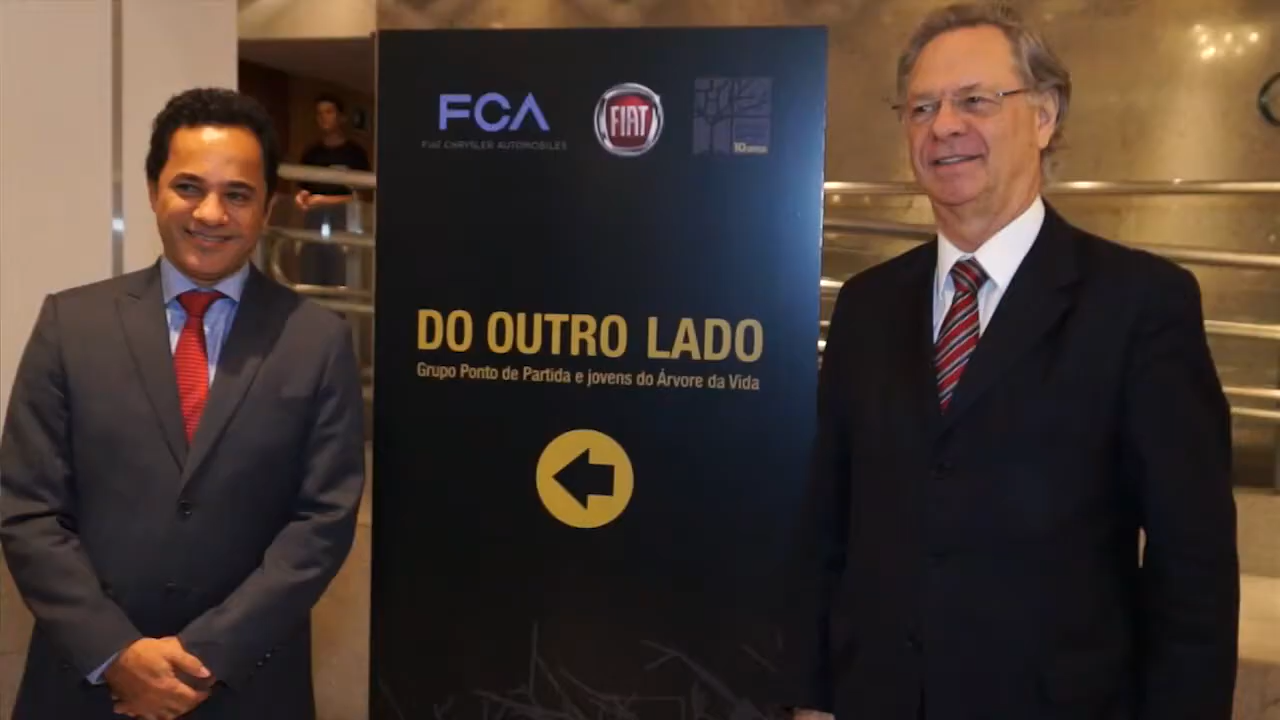 FCA
FIAT CHRYSLER AUTOMOBILES
FIAT
DO OUTRO LADO
Grupo Ponto de Partida e jovens do Árvore da Vida